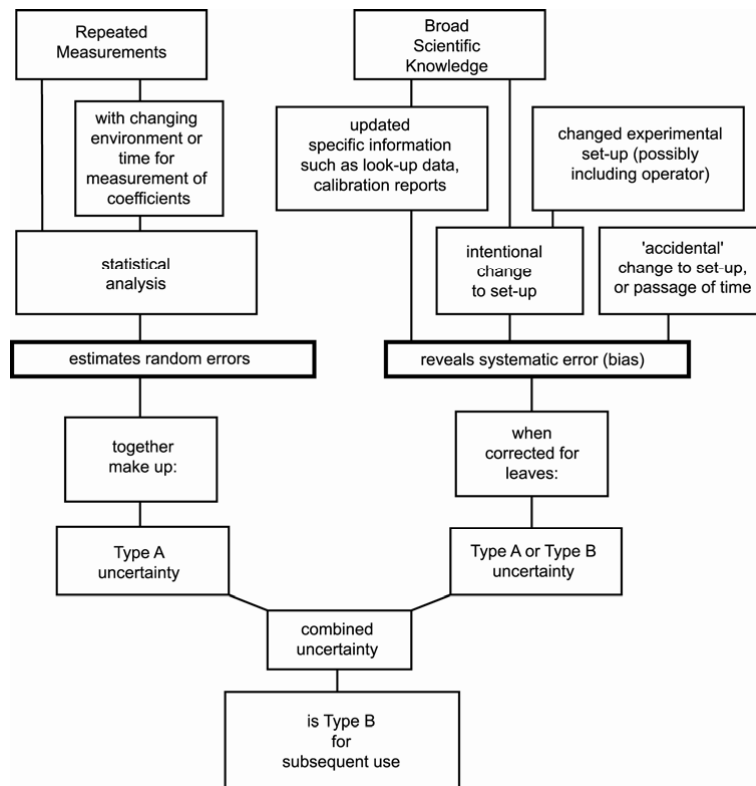 Repeated
Measurements
Broad
Scientific
Knowledge
with changing
environment or
time for
measurement of
coefficients
updated
specific information
such as look-up data,
calibration reports
changed experimental
set-up (possibly
including operator)
statistical
analysis
intentional
change
to set-up
'accidental'
change to set-up,
or passage of time
estimates random errors
reveals systematic error (bias)
together
make up:
when
corrected for
leaves:
Type A
uncertainty
Type A or Type B
uncertainty
combined
uncertainty
is Type B
for
subsequent use